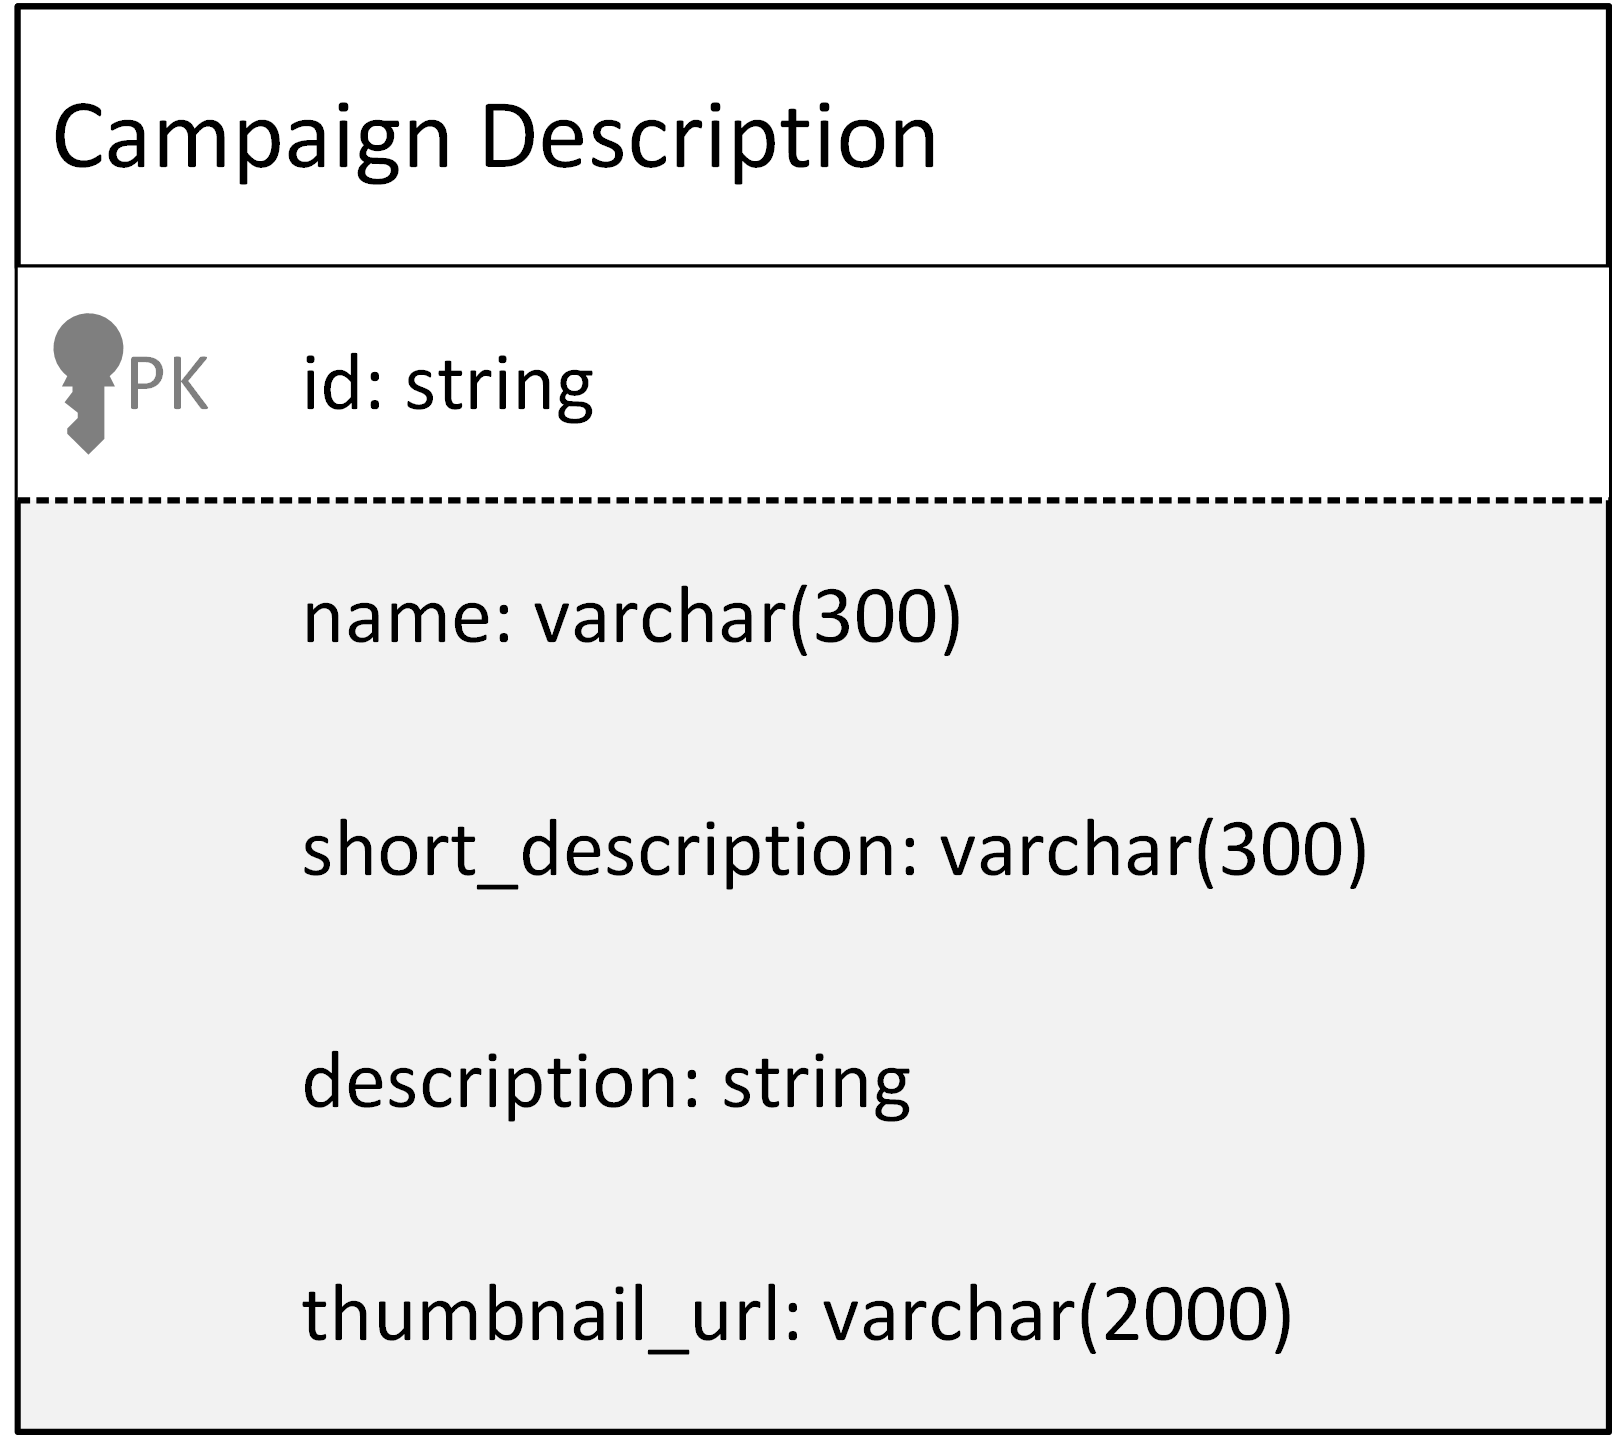 Campaign Description
PK id: string
name: varchar(300)
short_description: varchar(300)
description: string
thumbnail_url: varchar(2000)